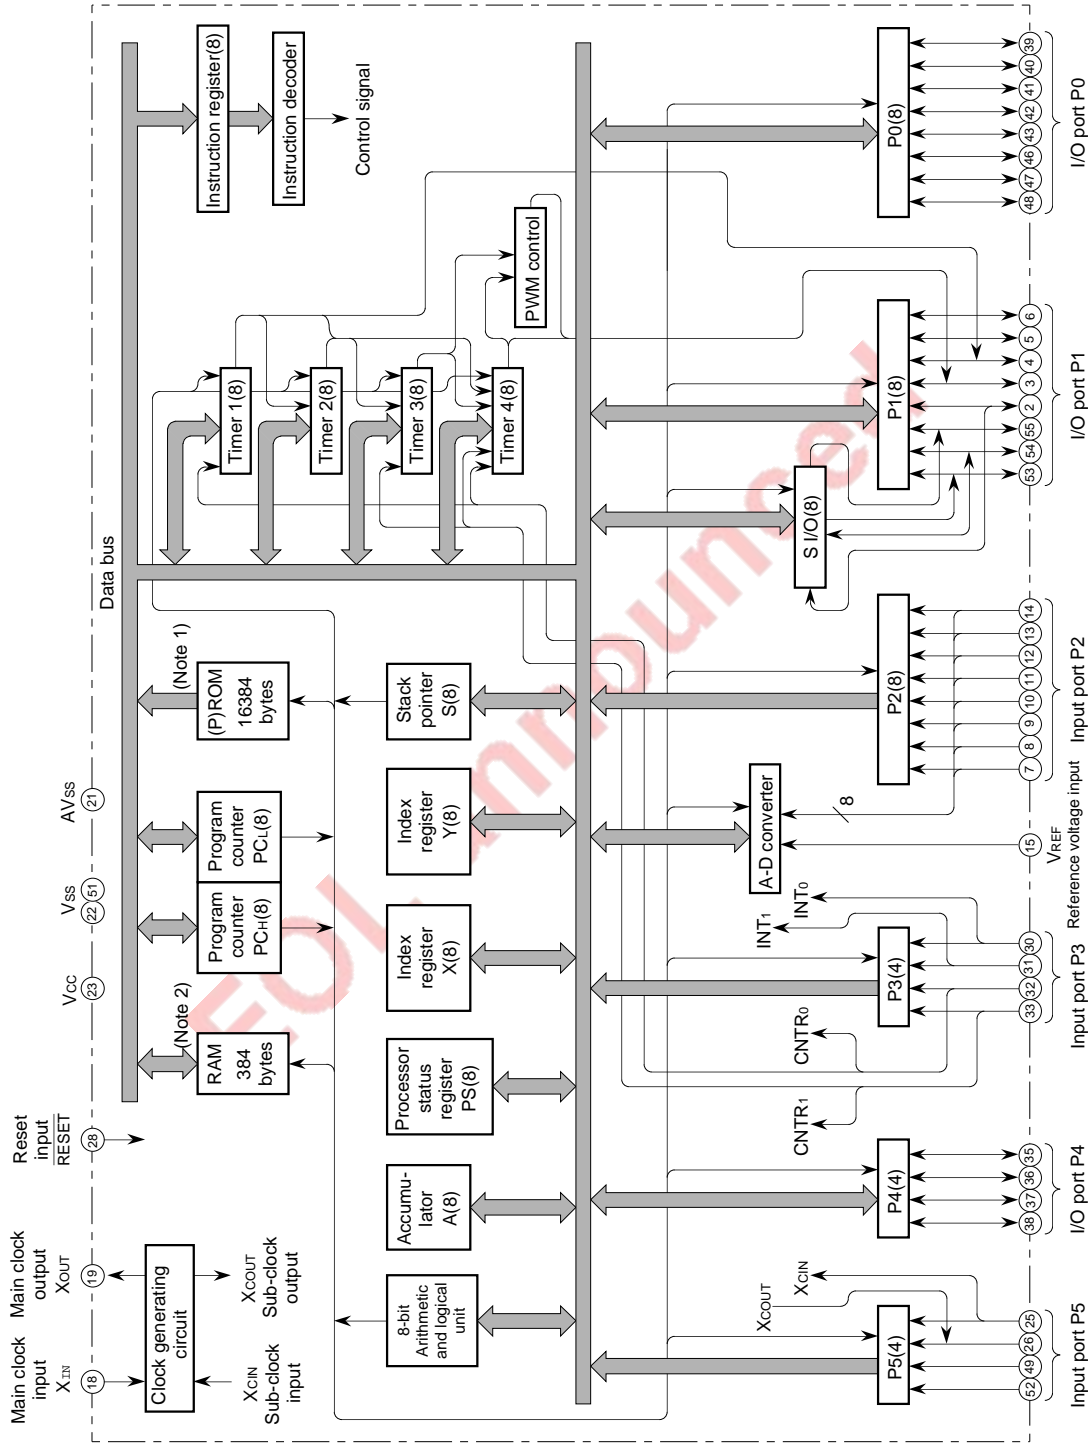 Main clock
input
XIN
18
Main clock
output
XOUT
19
Reset
input
RESET
28
VCC
23
VSS
22
51
AVSS
21
Clock generating
circuit
XCIN
Sub-clock
input
XCOUT
Sub-clock
output
Data bus
RAM
384
bytes
(Note 2)
Program
counter
PCH(8)
Program
counter
PCL(8)
(P)ROM
16384
bytes
(Note 1)
Instruction register(8)
Instruction decoder
Control signal
Timer 1(8)
Timer 2(8)
Timer 3(8)
Timer 4(8)
PWM control
8-bit
Arithmetic
and logical
unit
Accumu-
lator
A(8)
Processor
status
register
PS(8)
Index
register
X(8)
Index
register
Y(8)
Stack
pointer
S(8)
EOL announced
XCOUT
XCIN
CNTR1
CNTR0
INT1
INT0
A-D converter
8
S I/O(8)
P5(4)
P4(4)
P3(4)
P2(8)
P1(8)
P0(8)
52
49
26
25
Input port P5
38
37
36
35
I/O port P4
33
32
31
30
Input port P3
15
VREF
Reference voltage input
7
8
9
10
11
12
13
14
Input port P2
53
54
55
2
3
4
5
6
I/O port P1
48
47
46
43
42
41
40
39
I/O port P0